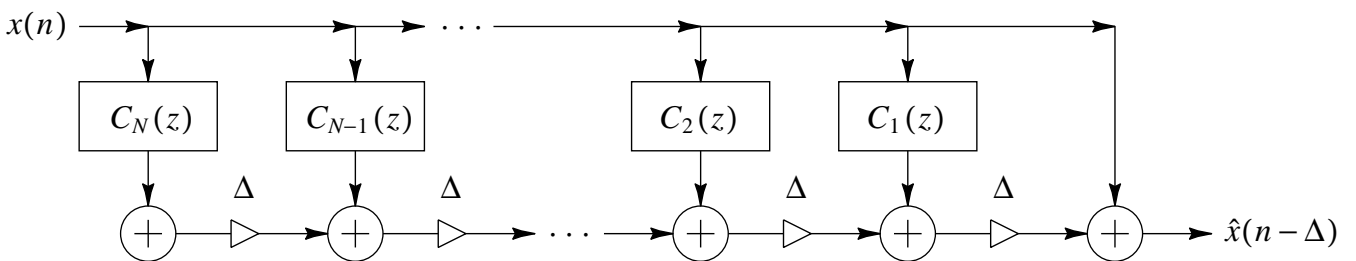 x(n) · · ·
C_N(z) C_{N−1}(z) C_2(z) C_1(z)
Δ Δ Δ Δ
+ + · · · + + + x̂(n − Δ)